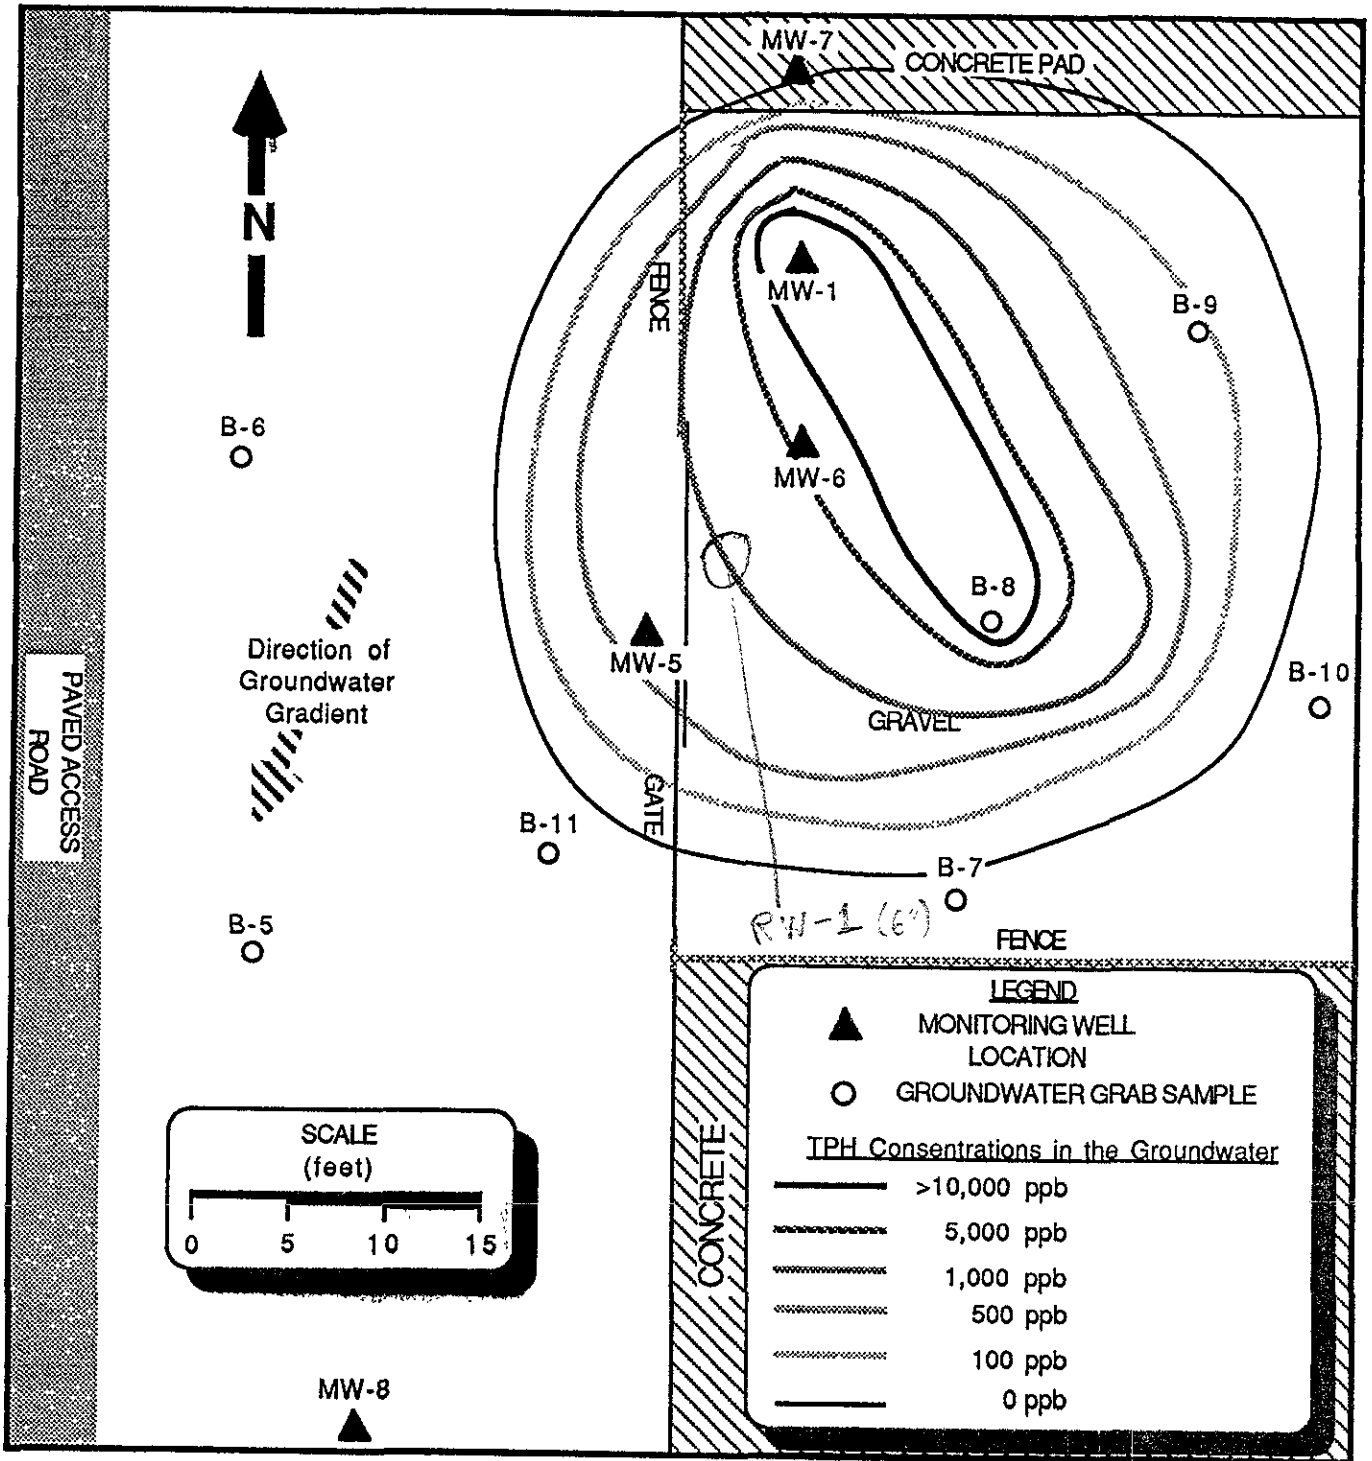 MW-7
CONCRETE PAD
N
FENCE
MW-1
B-9
B-6
MW-6
B-8
Direction of
Groundwater
Gradient
MW-5
B-10
PAVED ACCESS
ROAD
GRAVEL
GATE
B-11
B-7
RW-1 (6")
B-5
FENCE
LEGEND
MONITORING WELL
LOCATION
GROUNDWATER GRAB SAMPLE
TPH Consentrations in the Groundwater
>10,000 ppb
5,000 ppb
1,000 ppb
500 ppb
100 ppb
0 ppb
CONCRETE
SCALE
(feet)
0 5 10 15
MW-8